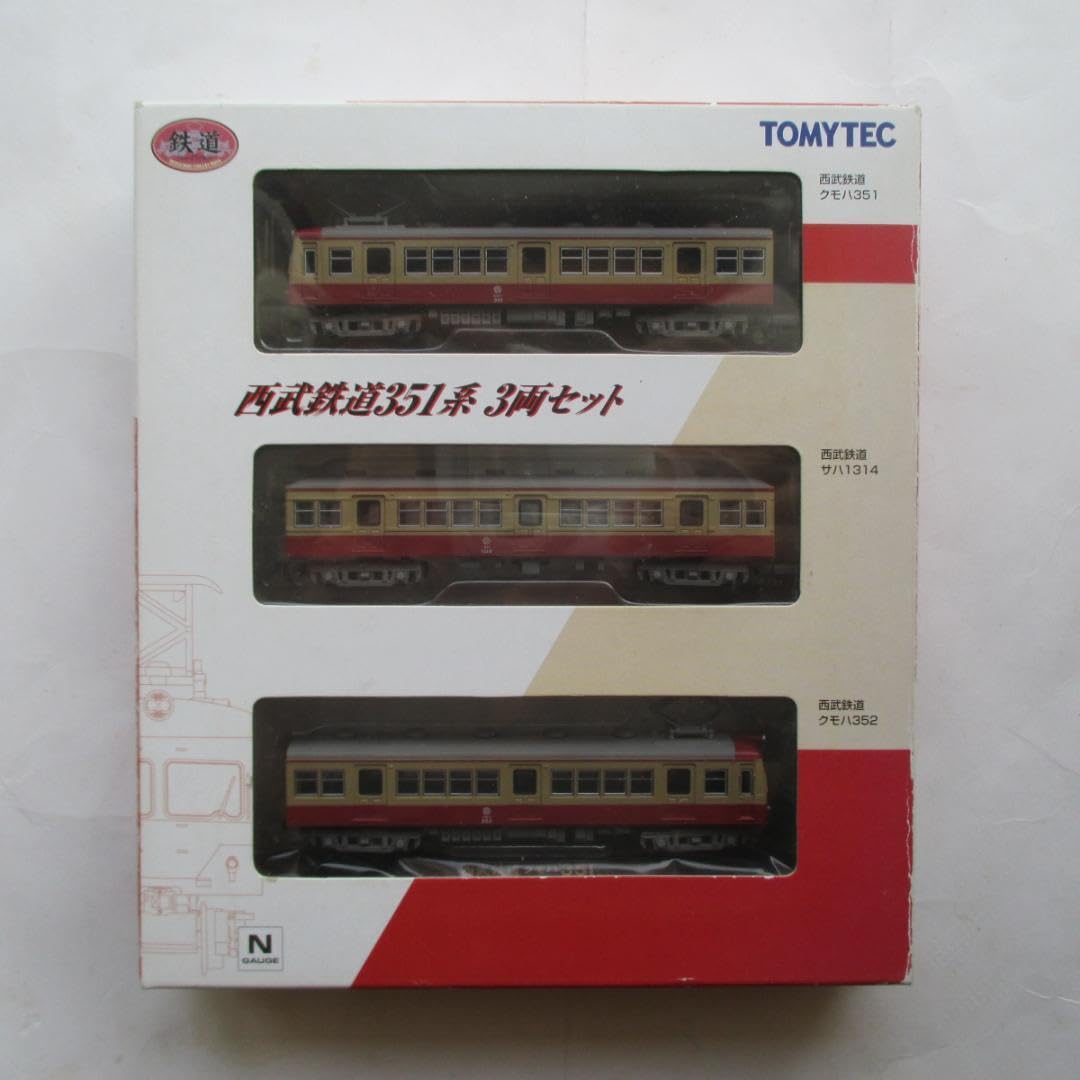 鉄道
TOMYTEC
西武鉄道
クモハ351
西武鉄道351系 3両セット
西武鉄道
サハ1314
西武鉄道
クモハ352
N
GAUGE